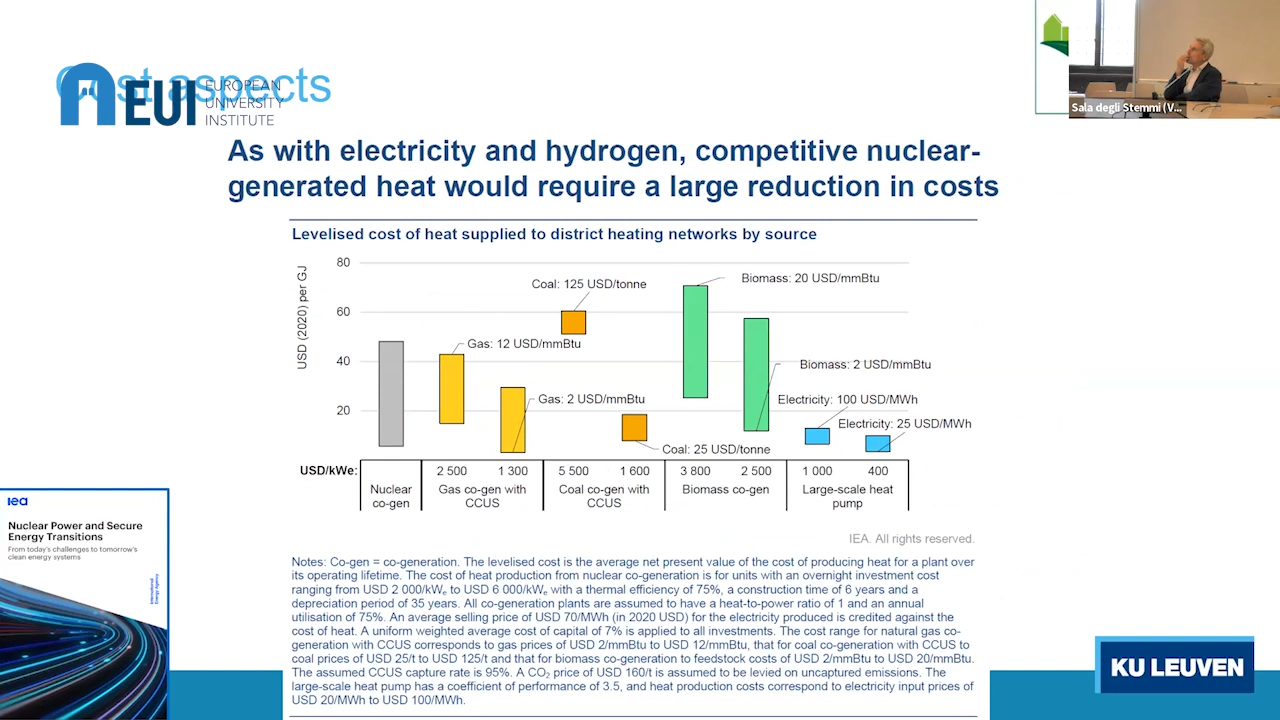 Cost aspects
EUI
EUROPEAN
UNIVERSITY
INSTITUTE
Sala degli Stemmi (V...
As with electricity and hydrogen, competitive nuclear-
generated heat would require a large reduction in costs
Levelised cost of heat supplied to district heating networks by source
USD (2020) per GJ
80
60
40
20
Coal: 125 USD/tonne
Biomass: 20 USD/mmBtu
Gas: 12 USD/mmBtu
Biomass: 2 USD/mmBtu
Gas: 2 USD/mmBtu
Electricity: 100 USD/MWh
Electricity: 25 USD/MWh
Coal: 25 USD/tonne
USD/kWe: 2 500 1 300 5 500 1 600 3 800 2 500 1 000 400
Nuclear co-gen
Gas co-gen with CCUS
Coal co-gen with CCUS
Biomass co-gen
Large-scale heat pump
IEA. All rights reserved.
Notes: Co-gen = co-generation. The levelised cost is the average net present value of the cost of producing heat for a plant over
its operating lifetime. The cost of heat production from nuclear co-generation is for units with an overnight investment cost
ranging from USD 2 000/kWe to USD 6 000/kWe with a thermal efficiency of 75%, a construction time of 6 years and a
depreciation period of 35 years. All co-generation plants are assumed to have a heat-to-power ratio of 1 and an annual
utilisation of 75%. An average selling price of USD 70/MWh (in 2020 USD) for the electricity produced is credited against the
cost of heat. A uniform weighted average cost of capital of 7% is applied to all investments. The cost range for natural gas co-
generation with CCUS corresponds to gas prices of USD 2/mmBtu to USD 12/mmBtu, that for coal co-generation with CCUS to
coal prices of USD 25/t to USD 125/t and that for biomass co-generation to feedstock costs of USD 2/mmBtu to USD 20/mmBtu.
The assumed CCUS capture rate is 95%. A CO2 price of USD 160/t is assumed to be levied on uncaptured emissions. The
large-scale heat pump has a coefficient of performance of 3.5, and heat production costs correspond to electricity input prices of
USD 20/MWh to USD 100/MWh.
iea
Nuclear Power and Secure
Energy Transitions
From today's challenges to tomorrow's
clean energy systems
International
Energy Agency
KU LEUVEN